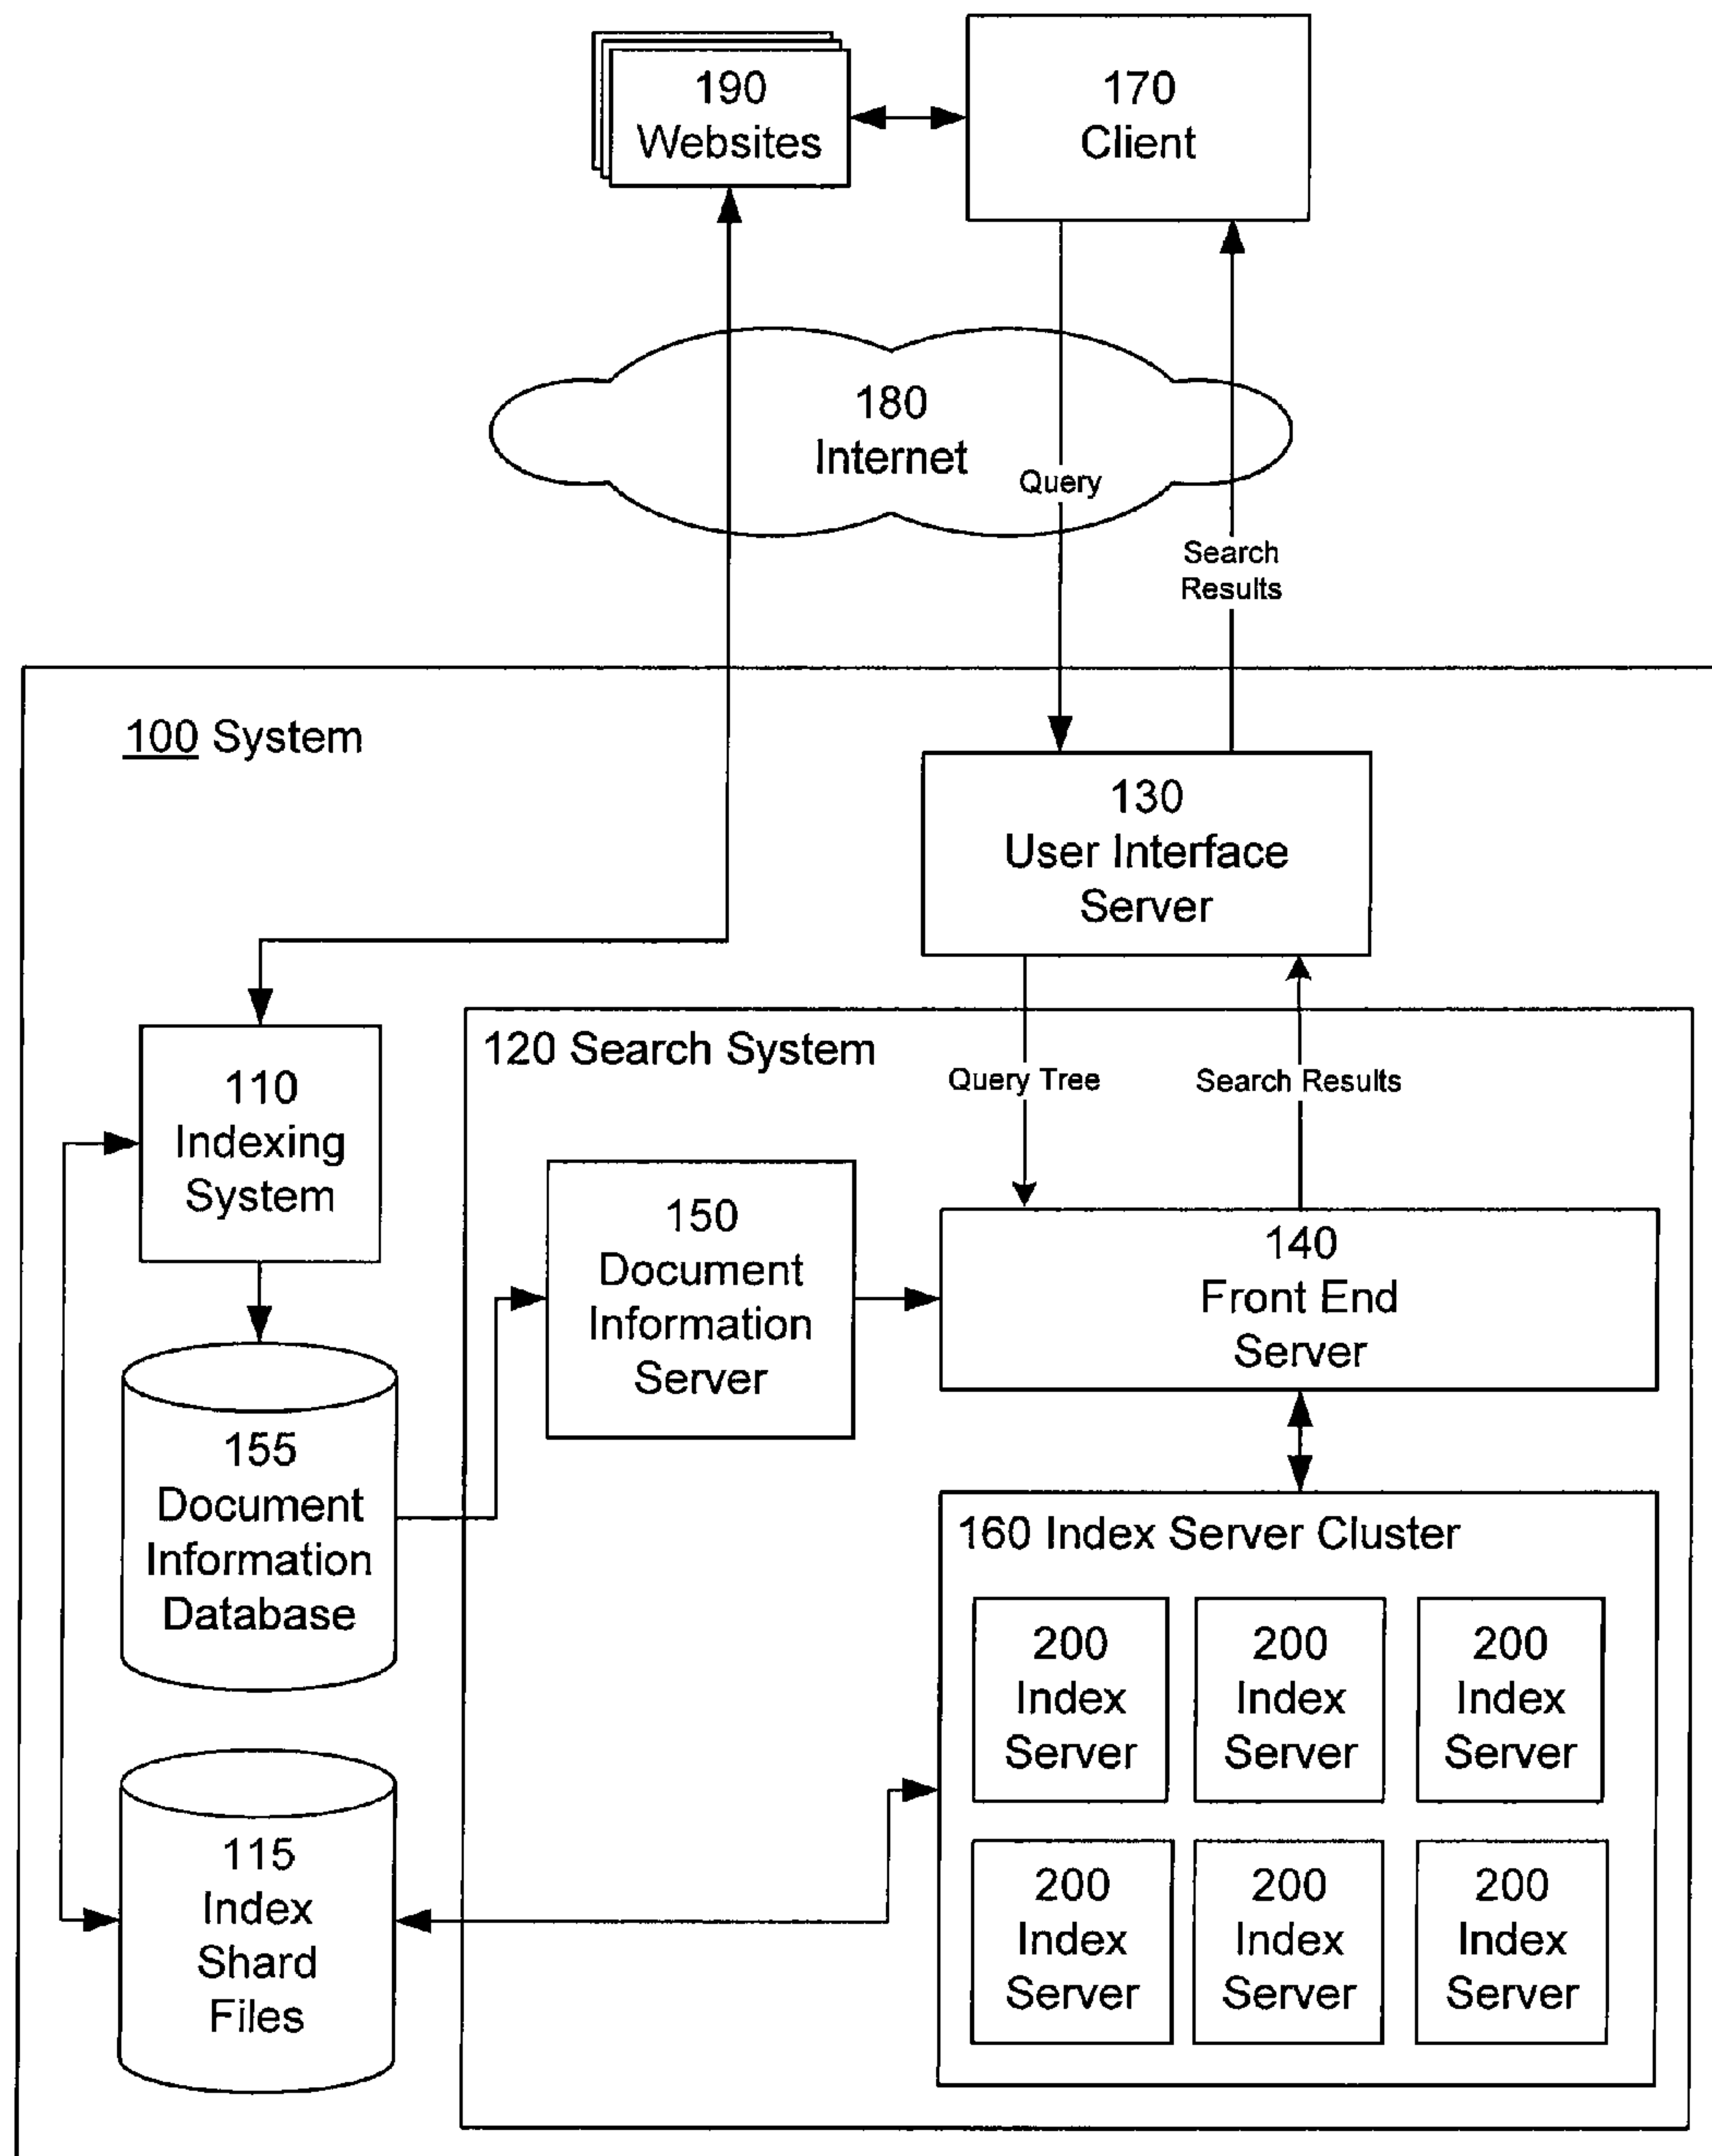 190
Websites
170
Client
180
Internet
Query
Search
Results
100 System
130
User Interface
Server
120 Search System
Query Tree
Search Results
110
Indexing
System
150
Document
Information
Server
140
Front End
Server
155
Document
Information
Database
160 Index Server Cluster
200
Index
Server
200
Index
Server
200
Index
Server
115
Index
Shard
Files
200
Index
Server
200
Index
Server
200
Index
Server